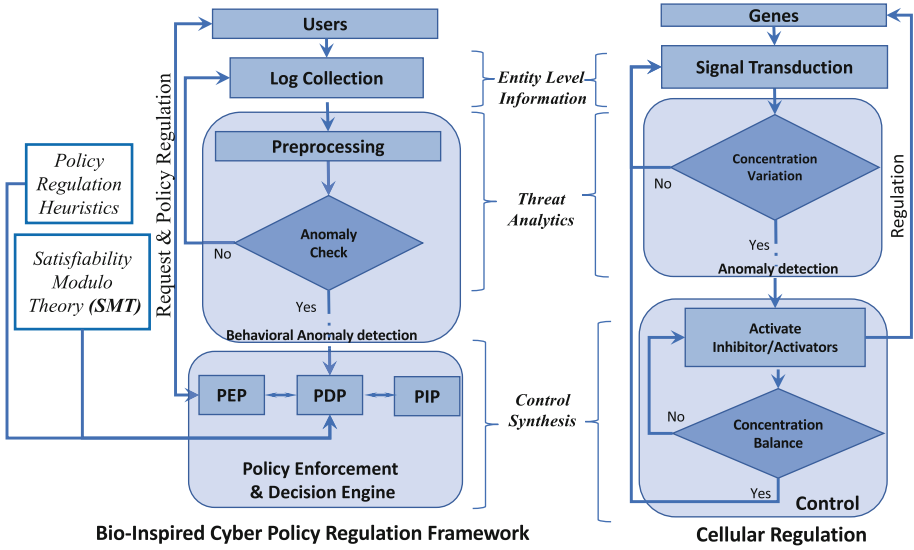 Users
Log Collection
Preprocessing
Anomaly
Check
No
Yes
Behavioral Anomaly detection
PEP
PDP
PIP
Policy Enforcement
& Decision Engine
Request & Policy Regulation
Policy
Regulation
Heuristics
Satisfiability
Modulo
Theory (SMT)
Bio-Inspired Cyber Policy Regulation Framework
Entity Level
Information
Threat
Analytics
Control
Synthesis
Genes
Signal Transduction
Concentration
Variation
No
Yes
Anomaly detection
Regulation
Activate
Inhibitor/Activators
No
Concentration
Balance
Yes
Control
Cellular Regulation